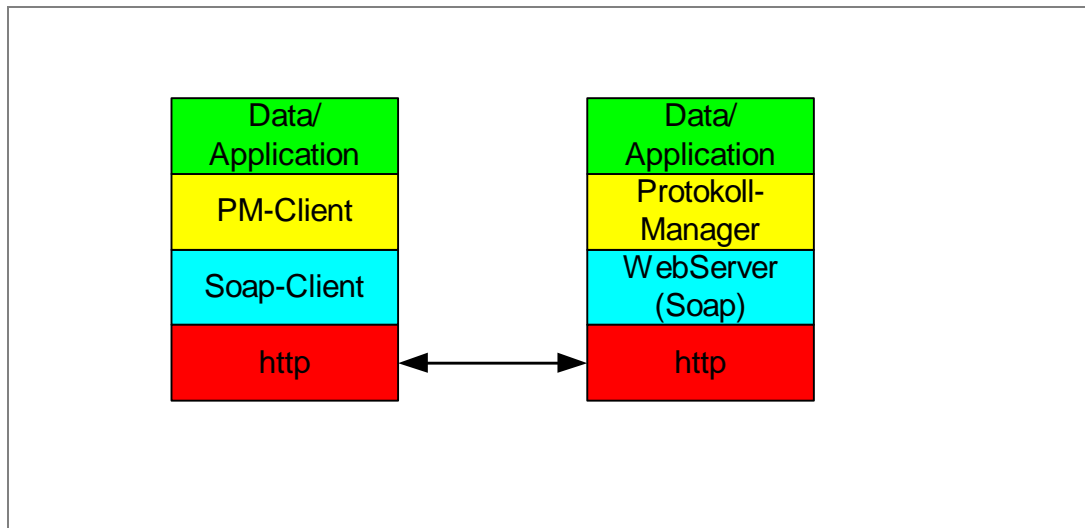 Data/
Application
PM-Client
Soap-Client
http
Data/
Application
Protokoll-
Manager
WebServer
(Soap)
http